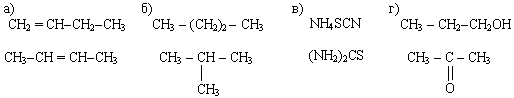 а) б) в) г)
CH₂ = CH–CH₂–CH₃ CH₃ – (CH₂)₂ – CH₃ NH₄SCN CH₃ – CH₂–CH₂OH
CH₃–CH = CH–CH₃ CH₃ – CH – CH₃ (NH₂)₂CS CH₃ – C – CH₃
CH₃ O